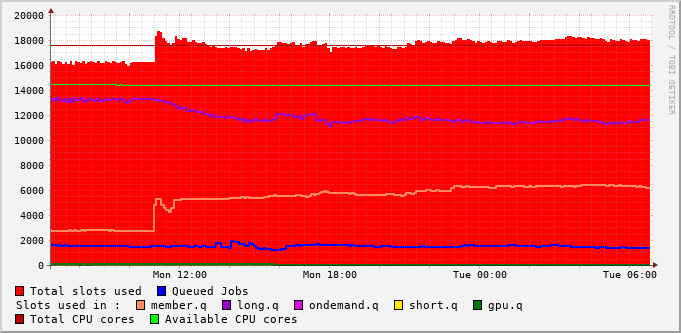 RRDTOOL / TOBI OETIKER
20000
18000
16000
14000
12000
10000
8000
6000
4000
2000
0
Mon 12:00 Mon 18:00 Tue 00:00 Tue 06:00
Total slots used Queued Jobs
Slots used in : member.q long.q ondemand.q short.q gpu.q
Total CPU cores Available CPU cores